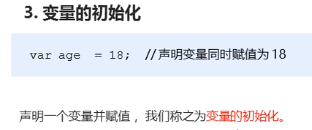 3. 变量的初始化
var age  = 18;  //声明变量同时赋值为 18
声明一个变量并赋值，我们称之为变量的初始化。